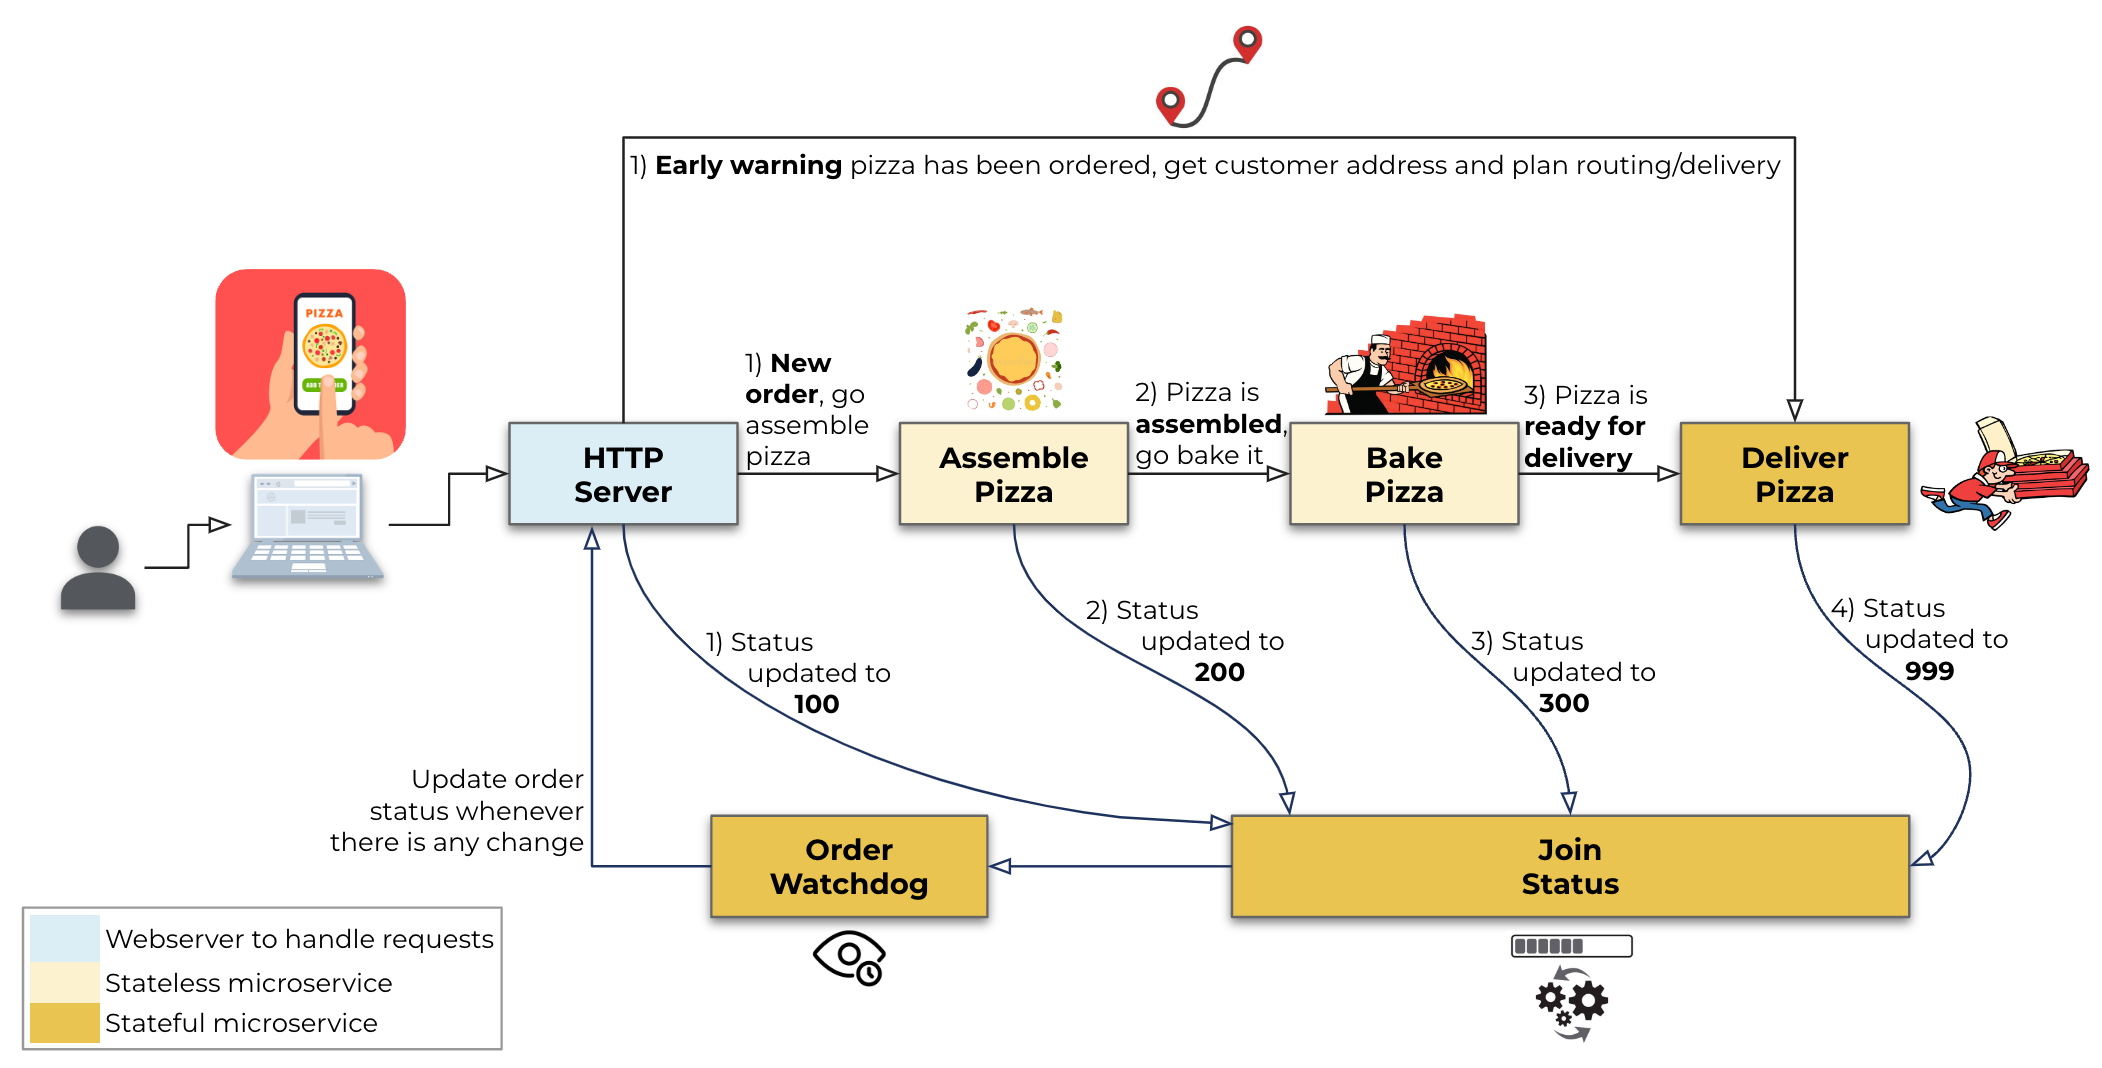 1) Early warning pizza has been ordered, get customer address and plan routing/delivery
PIZZA
1) New
order, go
assemble
pizza
2) Pizza is
assembled,
go bake it
3) Pizza is
ready for
delivery
HTTP
Server
Assemble
Pizza
Bake
Pizza
Deliver
Pizza
1) Status
updated to
100
2) Status
updated to
200
3) Status
updated to
300
4) Status
updated to
999
Update order
status whenever
there is any change
Order
Watchdog
Join
Status
Webserver to handle requests
Stateless microservice
Stateful microservice